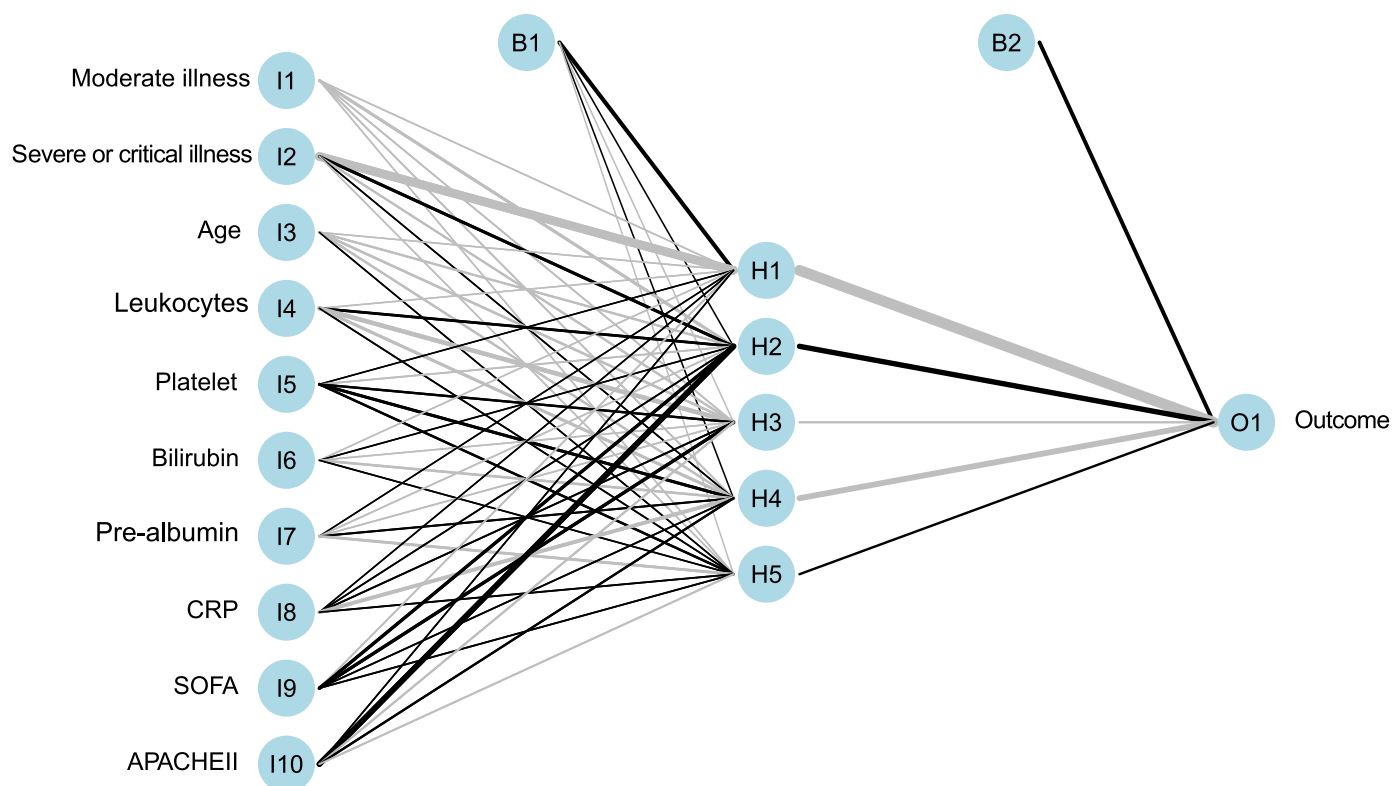 B1
B2
Moderate illness I1
Severe or critical illness I2
Age I3
Leukocytes I4
Platelet I5
Bilirubin I6
Pre-albumin I7
CRP I8
SOFA I9
APACHEII I10
H1
H2
H3
H4
H5
O1 Outcome